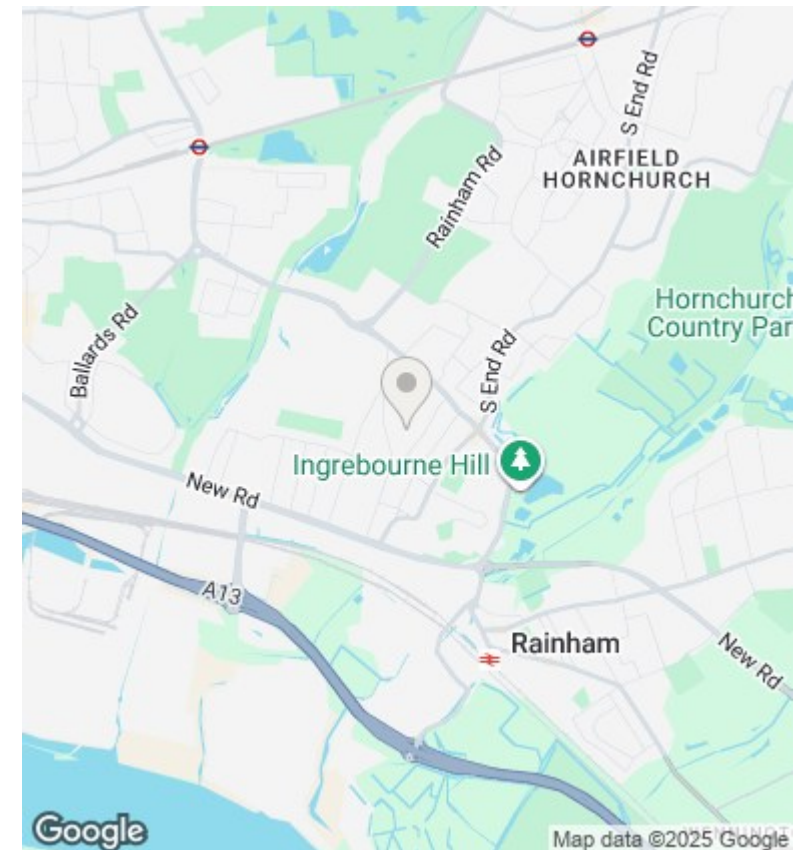 S End Rd
AIRFIELD
HORNCHURCH
Rainham Rd
Hornchurch
Country Par
Ballards Rd
S End Rd
Ingrebourne Hill
New Rd
A13
Rainham
New Rd
Google
Map data ©2025 Google